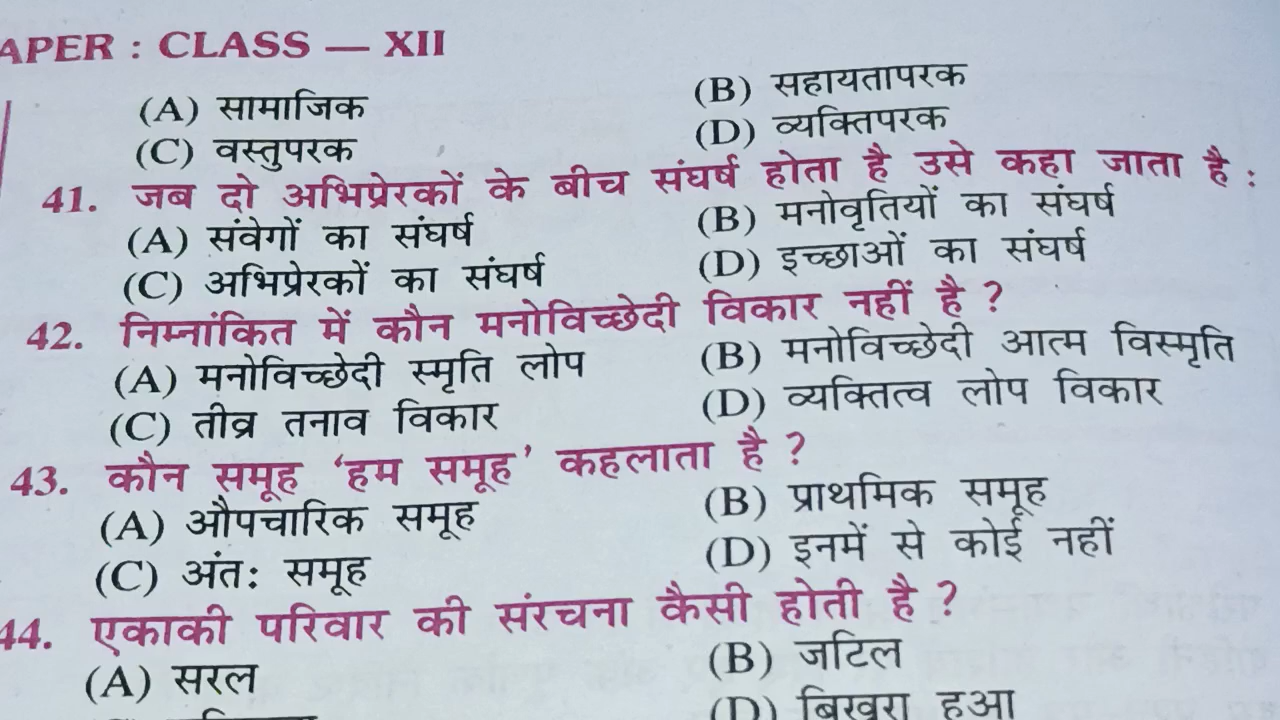 APER : CLASS — XII
(A) सामाजिक (B) सहायतापरक
(C) वस्तुपरक (D) व्यक्तिपरक
41. जब दो अभिप्रेरकों के बीच संघर्ष होता है उसे कहा जाता है :
(A) संवेगों का संघर्ष (B) मनोवृतियों का संघर्ष
(C) अभिप्रेरकों का संघर्ष (D) इच्छाओं का संघर्ष
42. निम्नांकित में कौन मनोविच्छेदी विकार नहीं है ?
(A) मनोविच्छेदी स्मृति लोप (B) मनोविच्छेदी आत्म विस्मृति
(C) तीव्र तनाव विकार (D) व्यक्तित्व लोप विकार
43. कौन समूह ‘हम समूह’ कहलाता है ?
(A) औपचारिक समूह (B) प्राथमिक समूह
(C) अंतः समूह (D) इनमें से कोई नहीं
44. एकाकी परिवार की संरचना कैसी होती है ?
(A) सरल (B) जटिल
(D) बिखरा हुआ